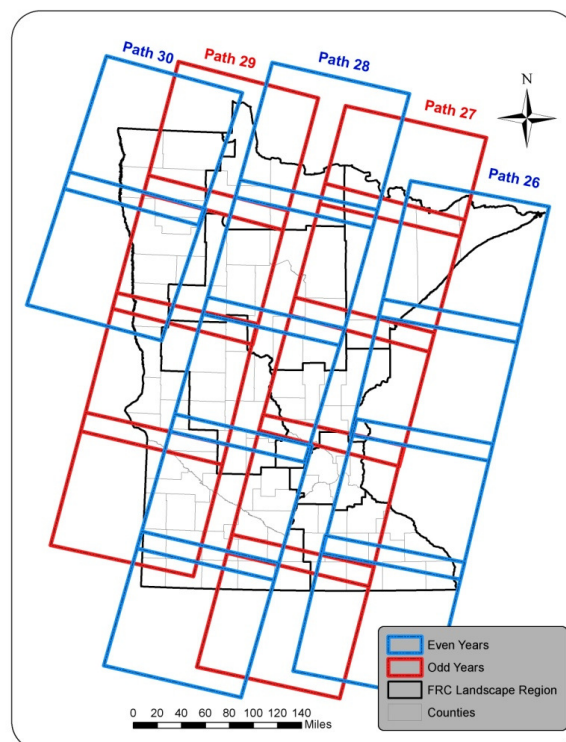 Path 30
Path 29
Path 28
Path 27
Path 26
N
Even Years
Odd Years
FRC Landscape Region
Counties
0 20 40 60 80 100 120 140
Miles